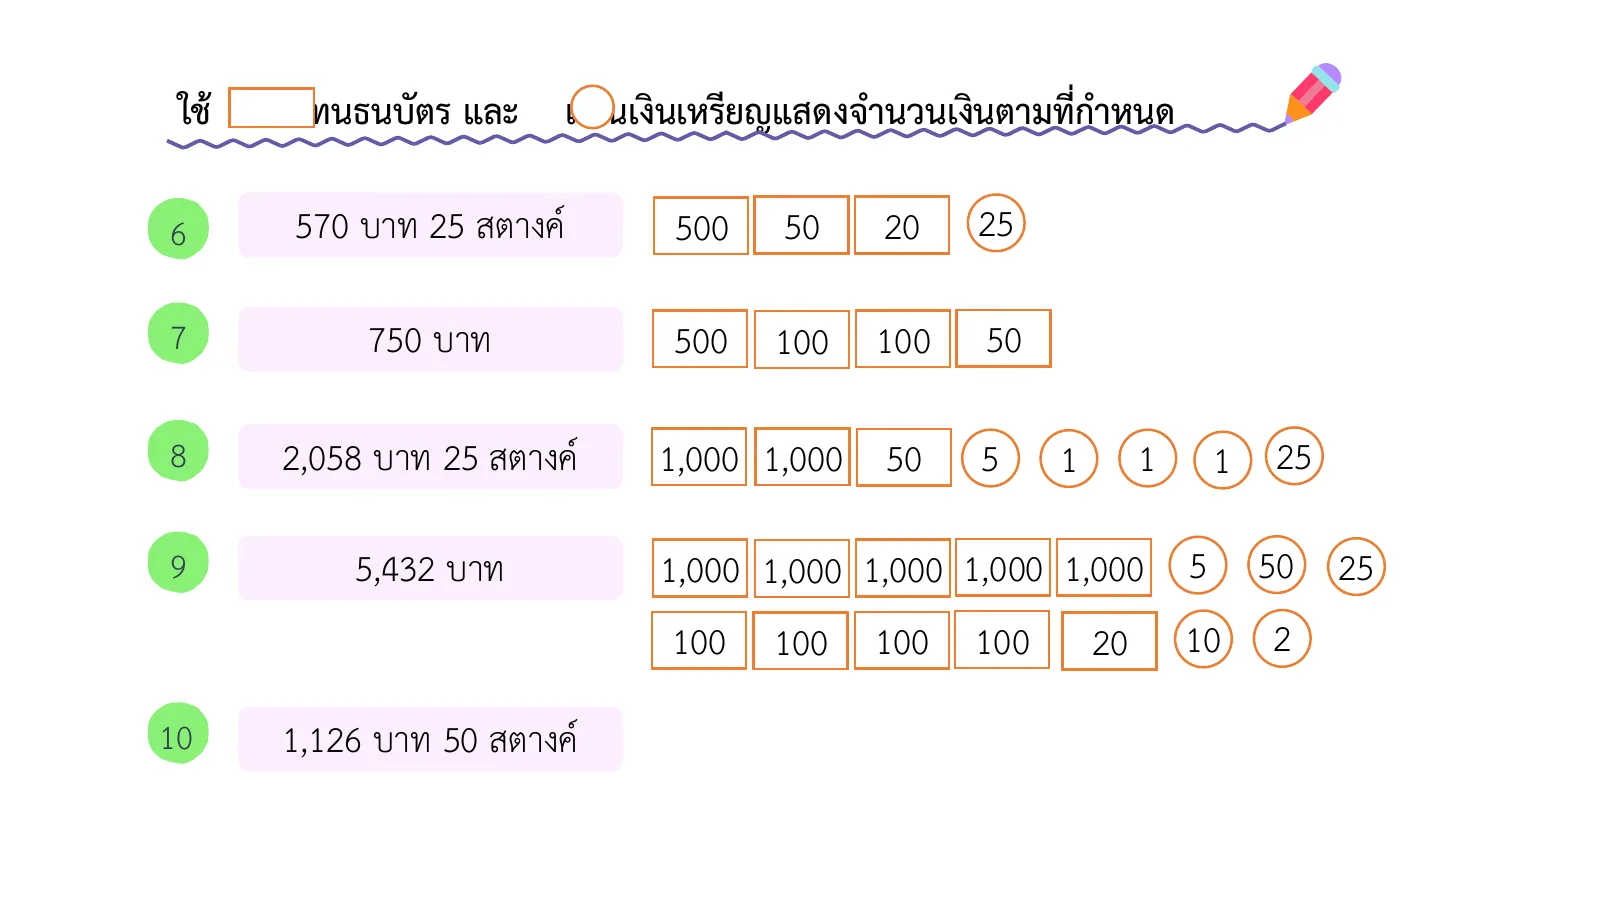 ใช้ ทนธนบัตร และ นเงินเหรียญแสดงจำนวนเงินตามที่กำหนด
6 570 บาท 25 สตางค์ 500 50 20 25
7 750 บาท 500 100 100 50
8 2,058 บาท 25 สตางค์ 1,000 1,000 50 5 1 1 1 25
9 5,432 บาท 1,000 1,000 1,000 1,000 1,000 5 50 25
100 100 100 100 20 10 2
10 1,126 บาท 50 สตางค์